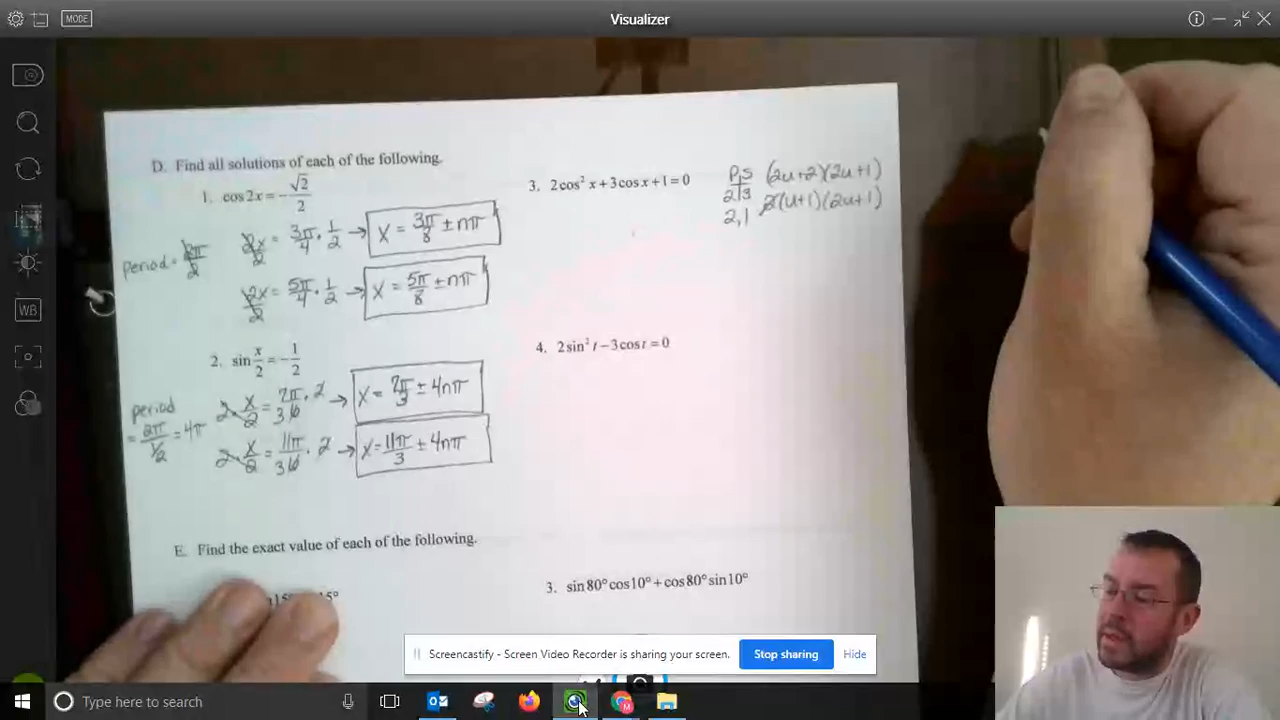 MODE
Visualizer
WB
D. Find all solutions of each of the following.
1. cos2x = -√2/2
period = 2π/2
2x/2 = 3π/4 · 1/2 → x = 3π/8 ± nπ
2x/2 = 5π/4 · 1/2 → x = 5π/8 ± nπ
2. sin x/2 = -1/2
period = 2π/½ = 4π
2 · x/2 = 7π/36 · 2 → x = 7π/3 ± 4nπ
2 · x/2 = 11π/36 · 2 → x = 11π/3 ± 4nπ
3. 2cos² x + 3cos x + 1 = 0
P,S (2u+2)(2u+1)
2,3 2(u+1)(2u+1)
2,1
4. 2sin² t – 3cos t = 0
E. Find the exact value of each of the following.
3. sin 80° cos 10° + cos 80° sin 10°
Screencastify - Screen Video Recorder is sharing your screen.
Stop sharing
Hide
Type here to search